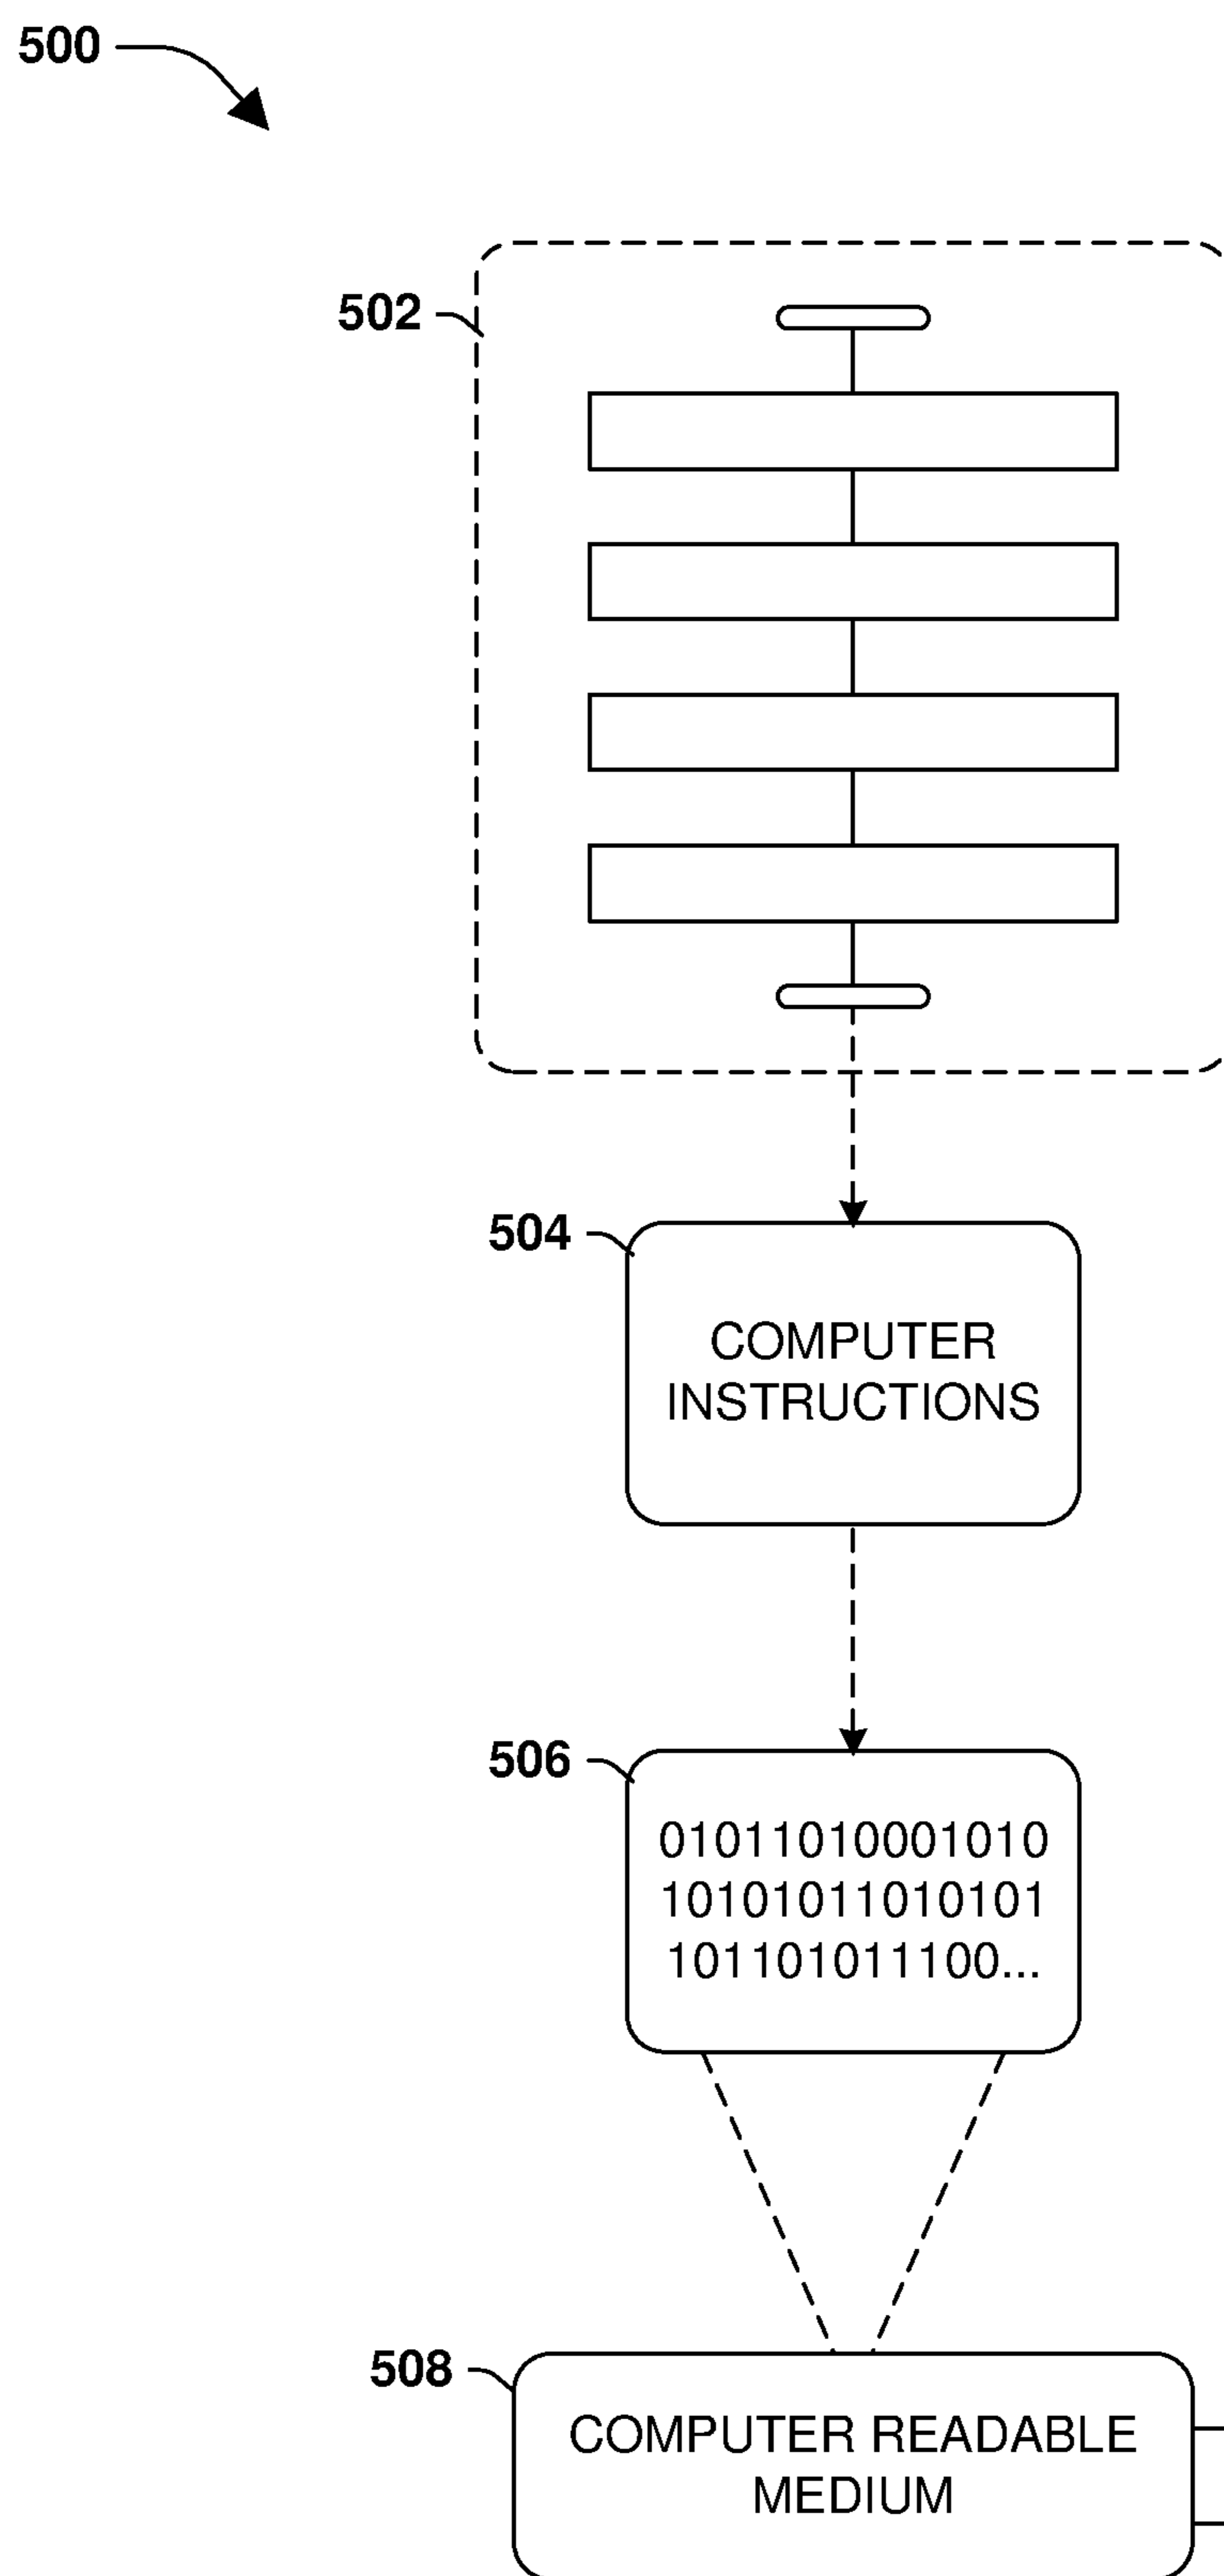 500
502
504
COMPUTER
INSTRUCTIONS
506
01011010001010
10101011010101
101101011100...
508
COMPUTER READABLE
MEDIUM